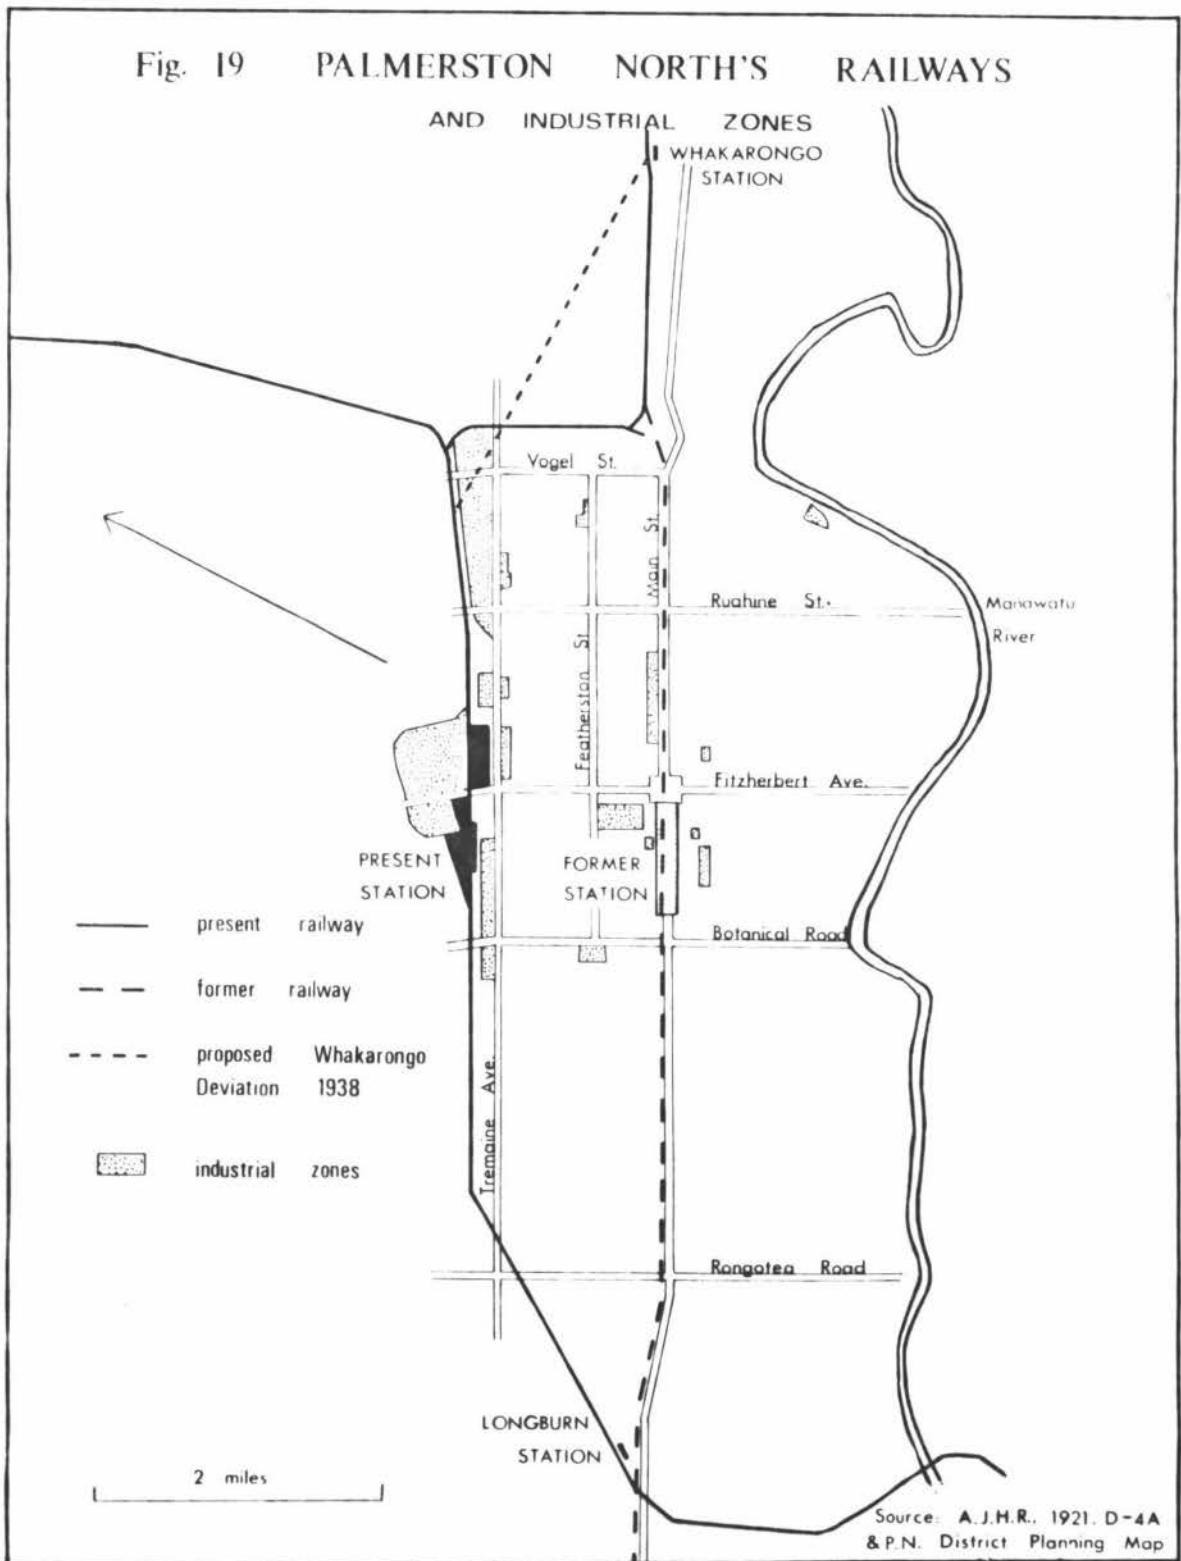 Fig. 19 PALMERSTON NORTH'S RAILWAYS
AND INDUSTRIAL ZONES
WHAKARONGO
STATION
Vogel St.
Main St.
Ruahine St.
Manawatu
River
Featherston St
Fitzherbert Ave.
PRESENT
STATION
FORMER
STATION
Botanical Road
present railway
former railway
proposed Whakarongo
Deviation 1938
industrial zones
Tremaine Ave.
Rongotea Road
LONGBURN
STATION
2 miles
Source: A.J.H.R., 1921. D-4A
& P.N. District Planning Map